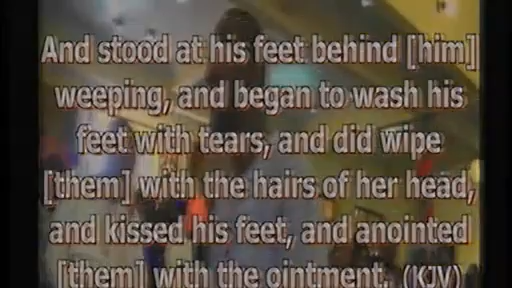 And stood at his feet behind [him]
weeping, and began to wash his
feet with tears, and did wipe
[them] with the hairs of her head,
and kissed his feet, and anointed
[them] with the ointment. (KJV)